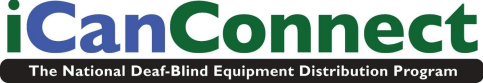 iCanConnect
The National Deaf-Blind Equipment Distribution Program